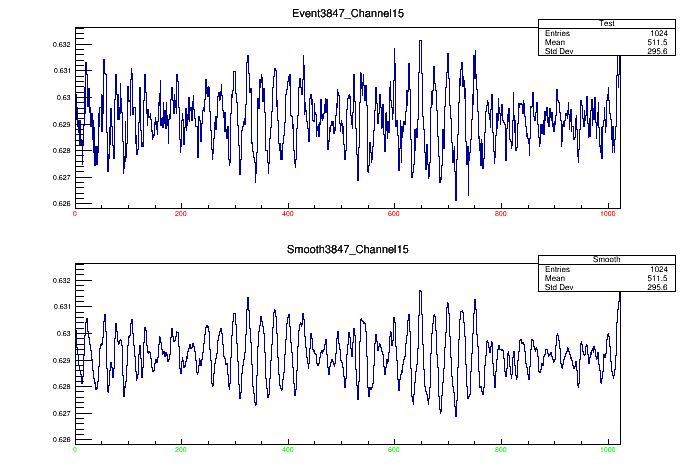 Event3847_Channel15
Test
Entries 1024
Mean 511.5
Std Dev 295.6
0.632
0.631
0.63
0.629
0.628
0.627
0.626
0 200 400 600 800 1000
Smooth3847_Channel15
Smooth
Entries 1024
Mean 511.5
Std Dev 295.6
0.632
0.631
0.63
0.629
0.628
0.627
0.626
0 200 400 600 800 1000